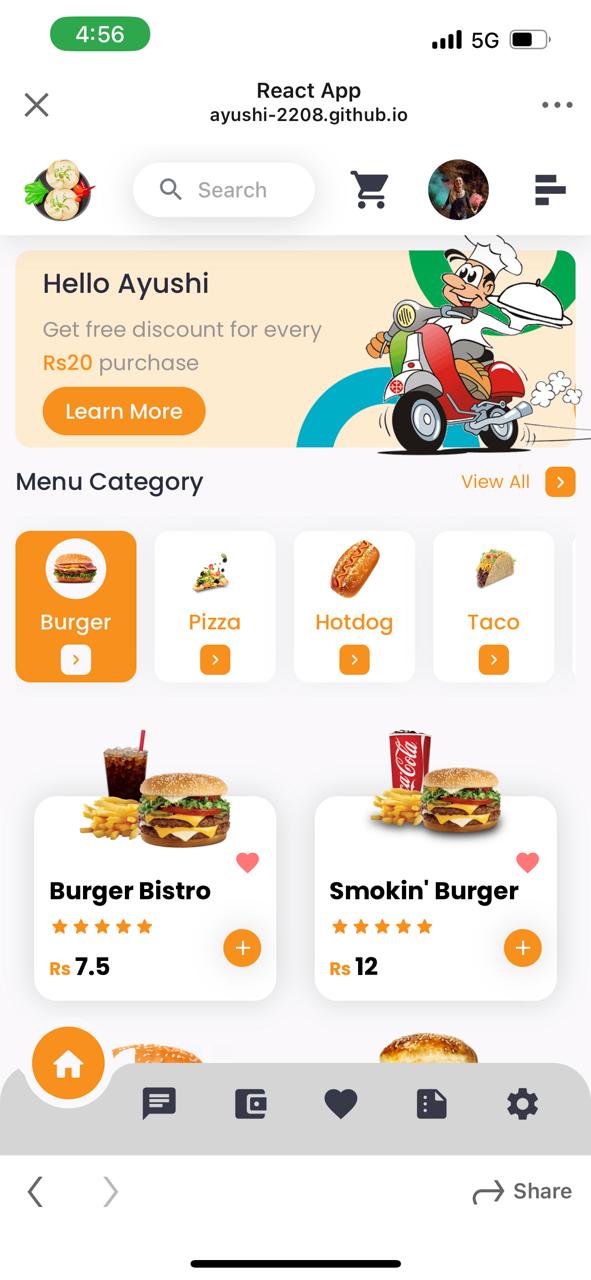 4:56
5G
React App
ayushi-2208.github.io
Search
Hello Ayushi
Get free discount for every
Rs20 purchase
Learn More
Menu Category
View All
Burger
Pizza
Hotdog
Taco
Burger Bistro
Smokin' Burger
Rs 7.5
Rs 12
Share